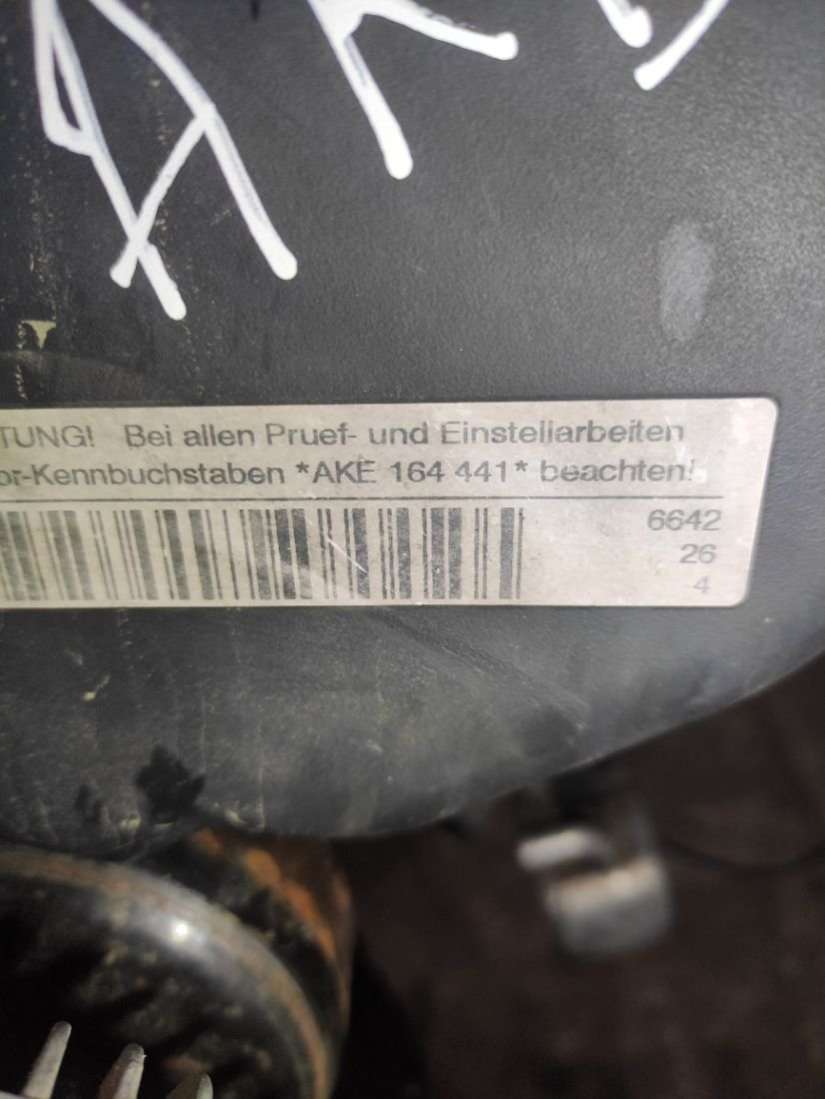 TUNG! Bei allen Pruef- und Einstellarbeiten
or-Kennbuchstaben *AKE 164 441* beachten!
6642
26
4